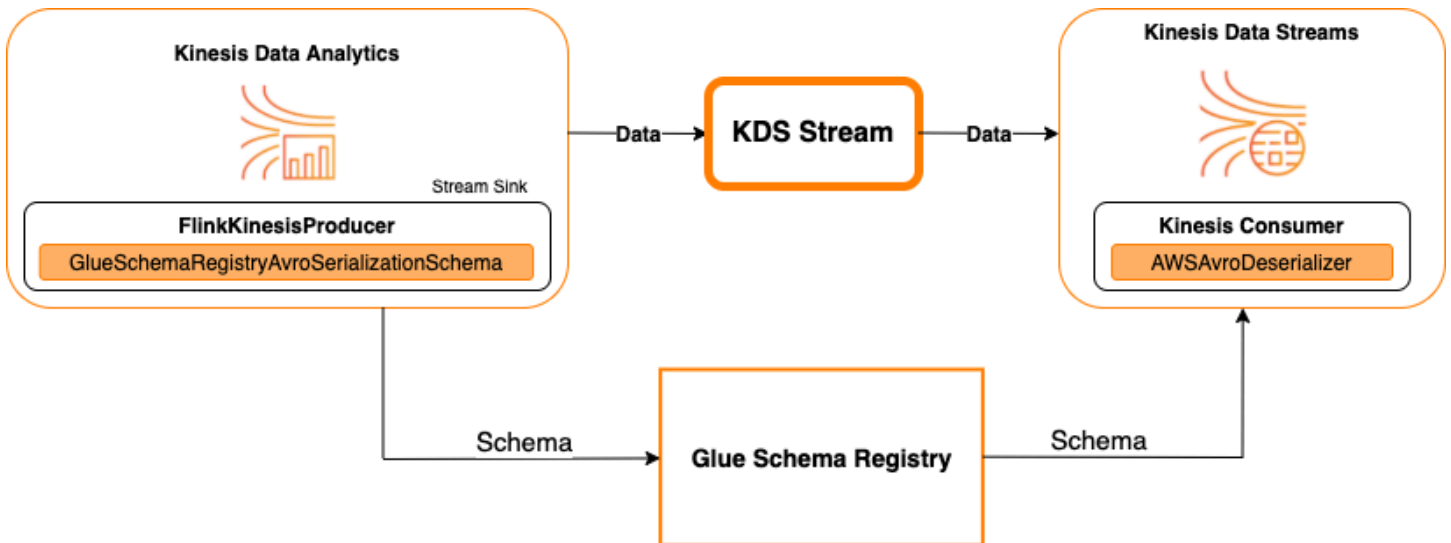 Kinesis Data Analytics
Stream Sink
FlinkKinesisProducer
GlueSchemaRegistryAvroSerializationSchema
Data
KDS Stream
Data
Kinesis Data Streams
Kinesis Consumer
AWSAvroDeserializer
Schema
Glue Schema Registry
Schema